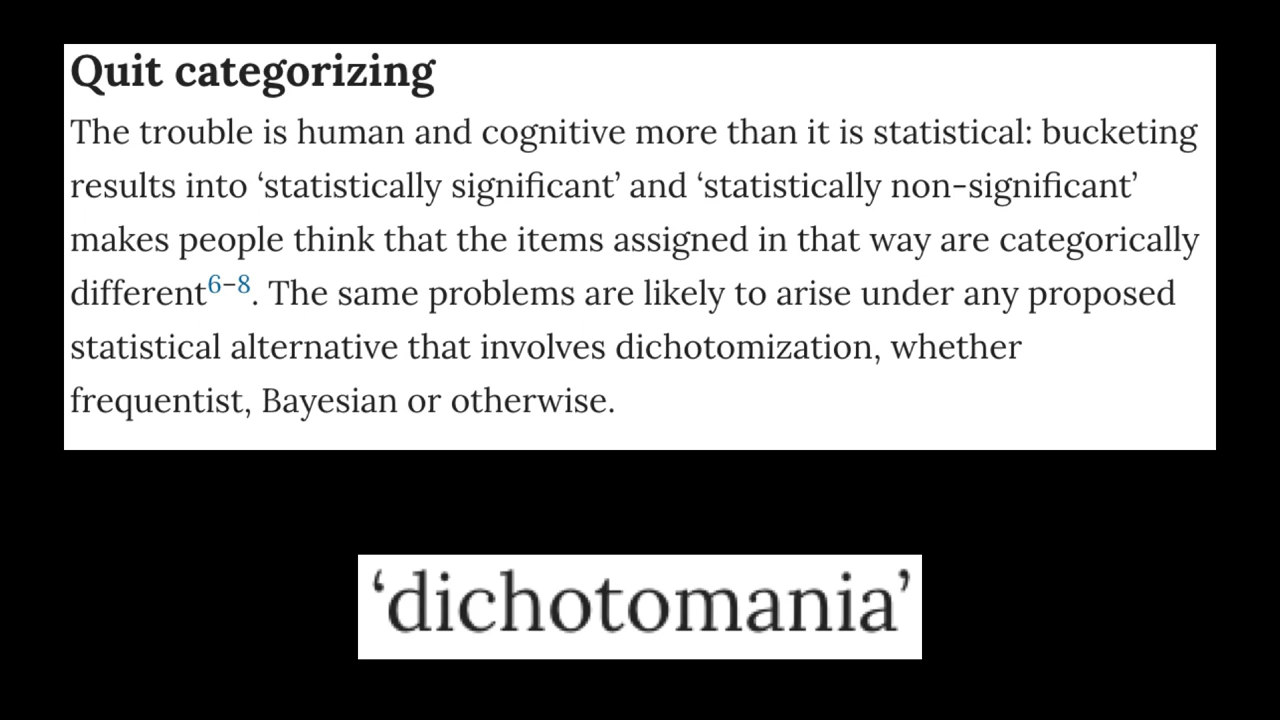 Quit categorizing
The trouble is human and cognitive more than it is statistical: bucketing
results into ‘statistically significant’ and ‘statistically non-significant’
makes people think that the items assigned in that way are categorically
different6–8. The same problems are likely to arise under any proposed
statistical alternative that involves dichotomization, whether
frequentist, Bayesian or otherwise.
‘dichotomania’